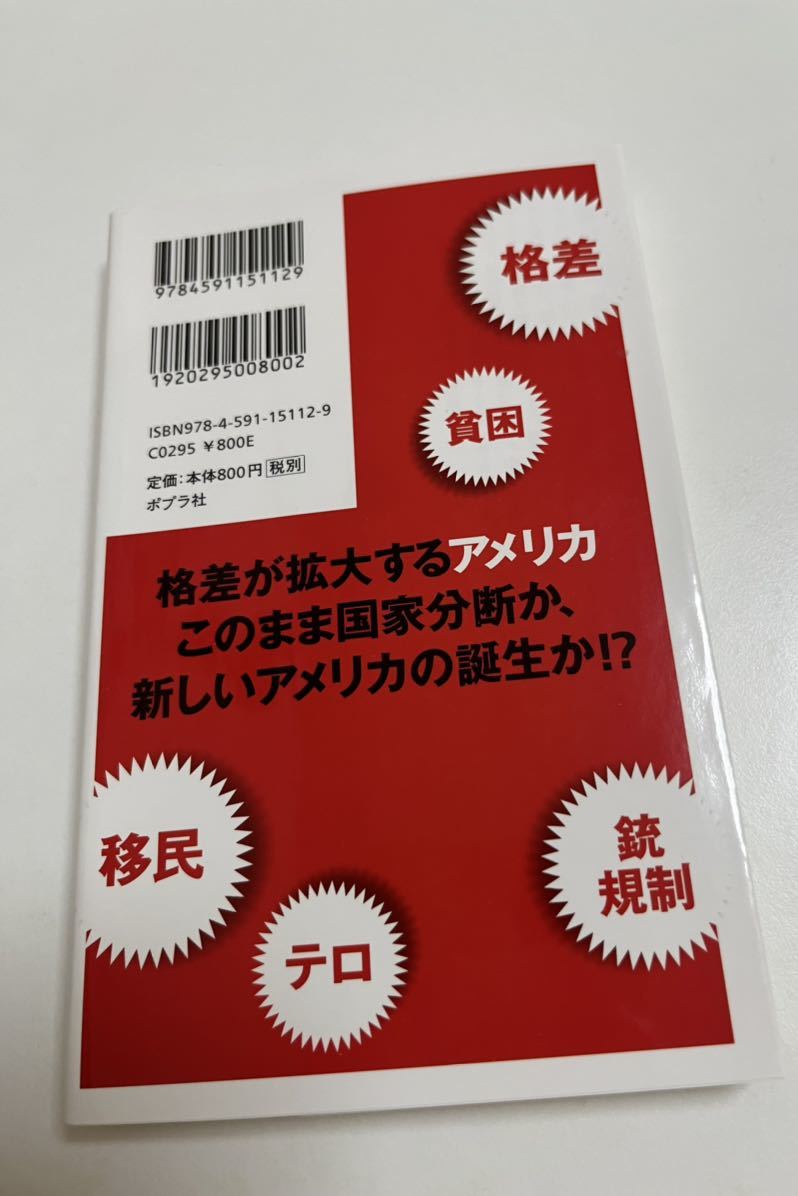 9784591151129
1920295008002
ISBN978-4-591-15112-9
C0295 ¥800E
定価:本体800円 税別
ポプラ社
格差
貧困
格差が拡大するアメリカ
このまま国家分断か、
新しいアメリカの誕生か!?
移民
テロ
銃
規制